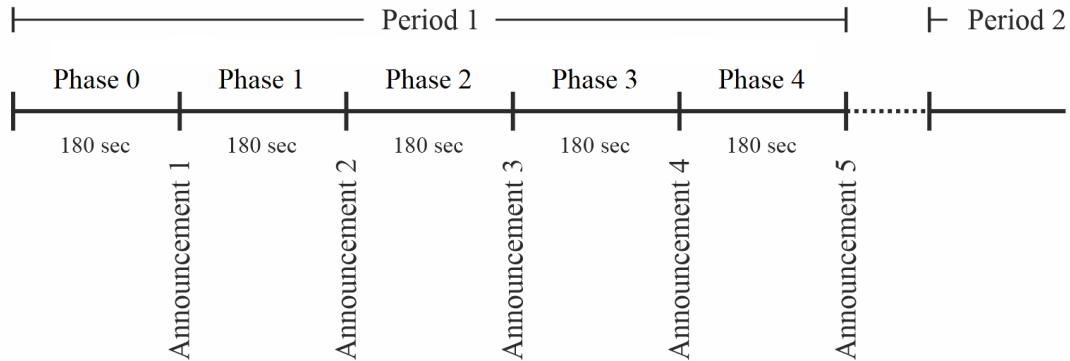 Period 1
Period 2
Phase 0
Phase 1
Phase 2
Phase 3
Phase 4
180 sec
180 sec
180 sec
180 sec
180 sec
Announcement 1
Announcement 2
Announcement 3
Announcement 4
Announcement 5